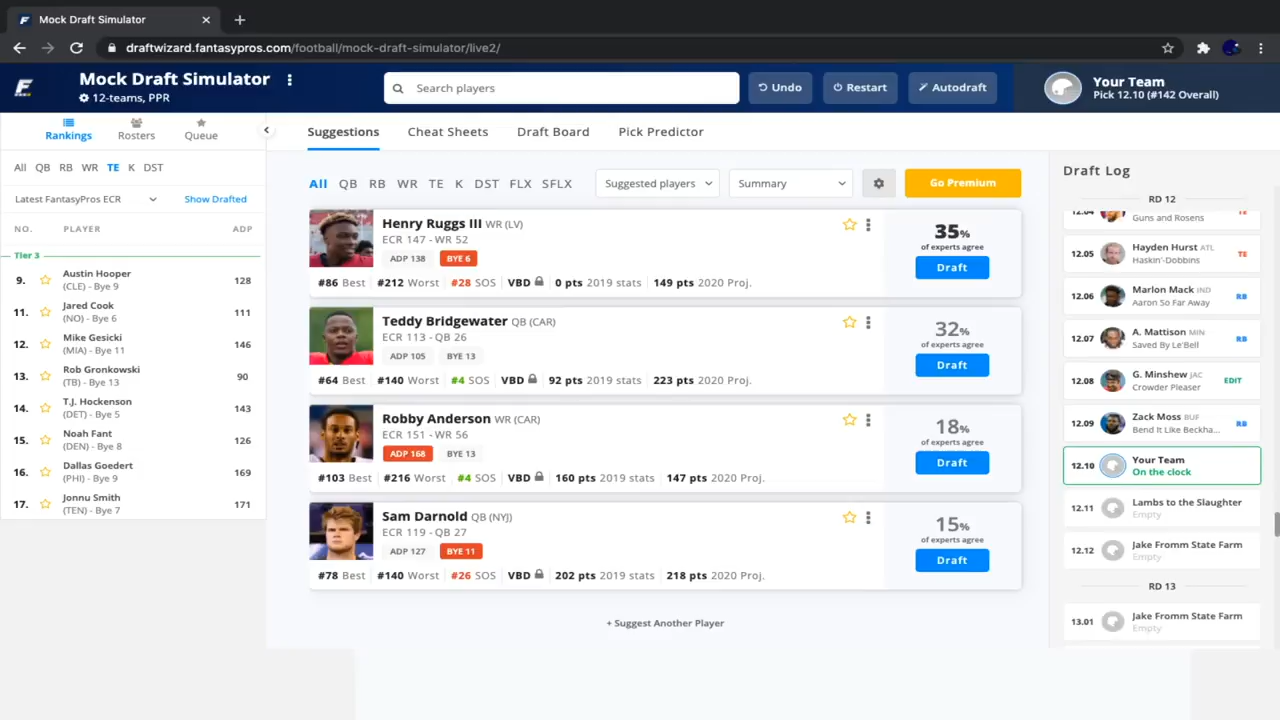 Mock Draft Simulator
draftwizard.fantasypros.com/football/mock-draft-simulator/live2/
Mock Draft Simulator
12-teams, PPR
Search players
Undo
Restart
Autodraft
Your Team
Pick 12.10 (#142 Overall)
Rankings
Rosters
Queue
Suggestions
Cheat Sheets
Draft Board
Pick Predictor
All QB RB WR TE K DST
Latest FantasyPros ECR
Show Drafted
NO. PLAYER ADP
Tier 3
9. Austin Hooper 128
(CLE) - Bye 9
11. Jared Cook 111
(NO) - Bye 6
12. Mike Gesicki 146
(MIA) - Bye 11
13. Rob Gronkowski 90
(TB) - Bye 13
14. T.J. Hockenson 143
(DET) - Bye 5
15. Noah Fant 126
(DEN) - Bye 8
16. Dallas Goedert 169
(PHI) - Bye 9
17. Jonnu Smith 171
(TEN) - Bye 7
All QB RB WR TE K DST FLX SFLX
Suggested players
Summary
Go Premium
Henry Ruggs III WR (LV)
ECR 147 - WR 52
ADP 138 BYE 6
#86 Best #212 Worst #28 SOS VBD 0 pts 2019 stats 149 pts 2020 Proj.
35%
of experts agree
Draft
Teddy Bridgewater QB (CAR)
ECR 113 - QB 26
ADP 105 BYE 13
#64 Best #140 Worst #4 SOS VBD 92 pts 2019 stats 223 pts 2020 Proj.
32%
of experts agree
Draft
Robby Anderson WR (CAR)
ECR 151 - WR 56
ADP 168 BYE 13
#103 Best #216 Worst #4 SOS VBD 160 pts 2019 stats 147 pts 2020 Proj.
18%
of experts agree
Draft
Sam Darnold QB (NYJ)
ECR 119 - QB 27
ADP 127 BYE 11
#78 Best #140 Worst #26 SOS VBD 202 pts 2019 stats 218 pts 2020 Proj.
15%
of experts agree
Draft
+ Suggest Another Player
Draft Log
RD 12
12.04 TE
Guns and Rosens
12.05 Hayden Hurst ATL TE
Haskin'-Dobbins
12.06 Marlon Mack IND RB
Aaron So Far Away
12.07 A. Mattison MIN RB
Saved By Le'Bell
12.08 G. Minshew JAC EDIT
Crowder Pleaser
12.09 Zack Moss BUF RB
Bend It Like Beckha...
12.10 Your Team
On the clock
12.11 Lambs to the Slaughter
Empty
12.12 Jake Fromm State Farm
Empty
RD 13
13.01 Jake Fromm State Farm
Empty